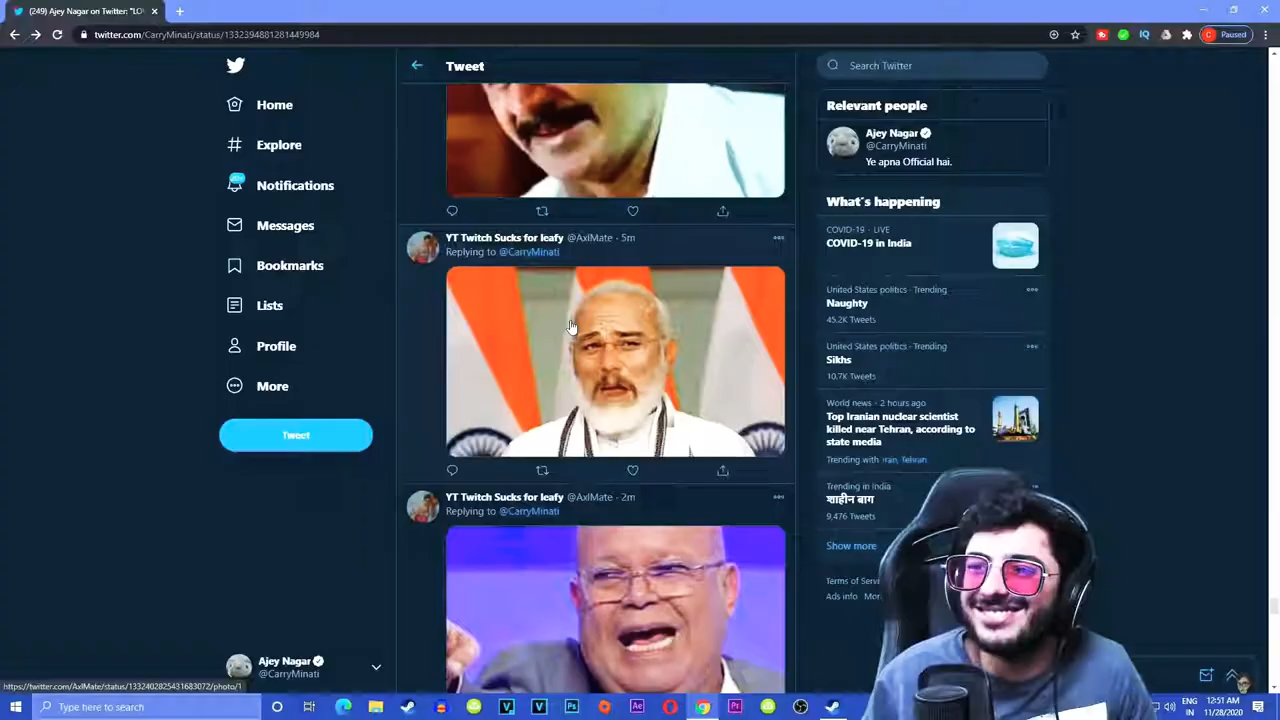 (249) Ajey Nagar on Twitter: "LO
twitter.com/CarryMinati/status/1332394881281449984
Paused
Home
Explore
Notifications
Messages
Bookmarks
Lists
Profile
More
Tweet
Ajey Nagar
@CarryMinati
https://twitter.com/AxlMate/status/1332402825431683072/photo/1
Tweet
YT Twitch Sucks for leafy @AxlMate · 5m
Replying to @CarryMinati
YT Twitch Sucks for leafy @AxlMate · 2m
Replying to @CarryMinati
Search Twitter
Relevant people
Ajey Nagar
@CarryMinati
Ye apna Official hai.
What's happening
COVID-19 · LIVE
COVID-19 in India
United States politics · Trending
Naughty
45.2K Tweets
United States politics · Trending
Sikhs
10.7K Tweets
World news · 2 hours ago
Top Iranian nuclear scientist
killed near Tehran, according to
state media
Trending with Iran, Tehran
Trending in India
शाहीन बाग
9,476 Tweets
Show more
Terms of Servi
Ads info Mor
Type here to search
ENG
IN
12:51 AM
11/28/2020